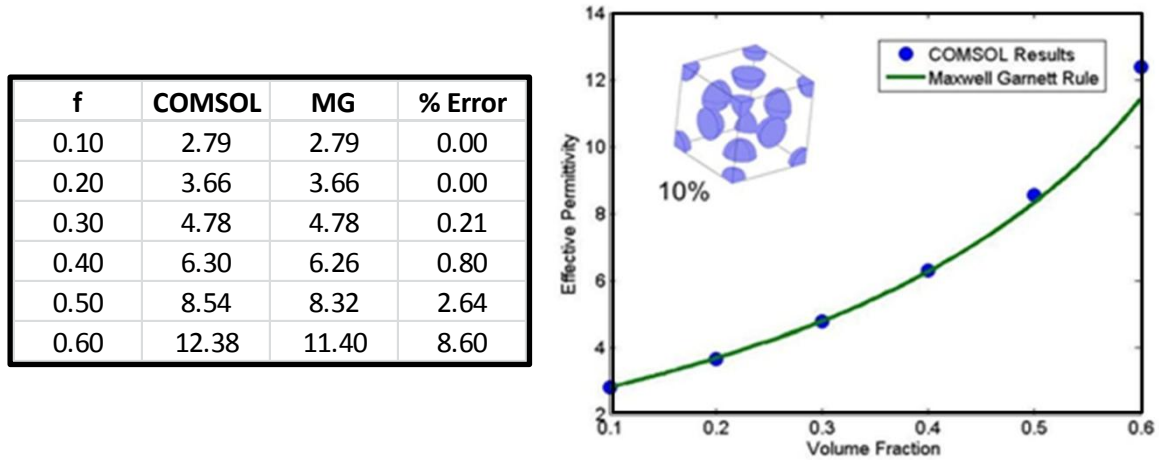 f COMSOL MG % Error
0.10 2.79 2.79 0.00
0.20 3.66 3.66 0.00
0.30 4.78 4.78 0.21
0.40 6.30 6.26 0.80
0.50 8.54 8.32 2.64
0.60 12.38 11.40 8.60
14
12
10
8
6
4
2
Effective Permittivity
COMSOL Results
Maxwell Garnett Rule
10%
0.1 0.2 0.3 0.4 0.5 0.6
Volume Fraction